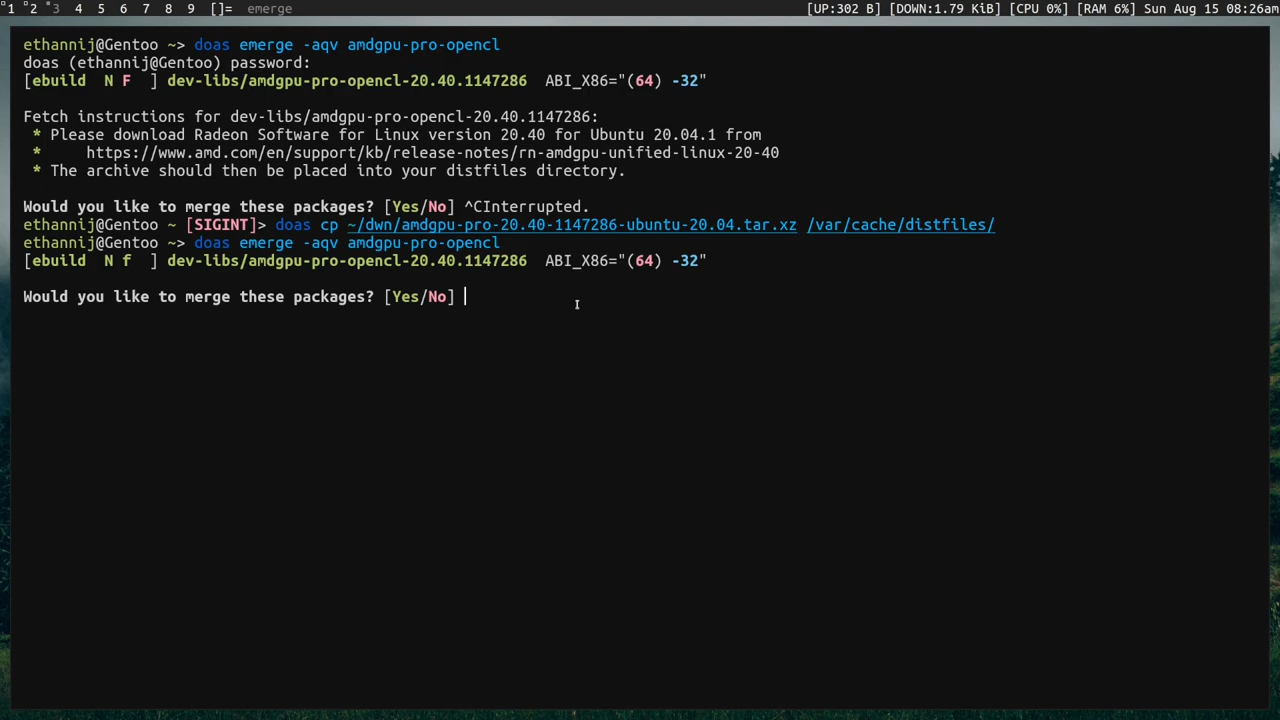 1 2 3 4 5 6 7 8 9 []= emerge [UP:302 B] [DOWN:1.79 KiB] [CPU 0%] [RAM 6%] Sun Aug 15 08:26am
ethannij@Gentoo ~> doas emerge -aqv amdgpu-pro-opencl
doas (ethannij@Gentoo) password:
[ebuild  N F  ] dev-libs/amdgpu-pro-opencl-20.40.1147286  ABI_X86="(64) -32"
Fetch instructions for dev-libs/amdgpu-pro-opencl-20.40.1147286:
* Please download Radeon Software for Linux version 20.40 for Ubuntu 20.04.1 from
*     https://www.amd.com/en/support/kb/release-notes/rn-amdgpu-unified-linux-20-40
* The archive should then be placed into your distfiles directory.
Would you like to merge these packages? [Yes/No] ^CInterrupted.
ethannij@Gentoo ~ [SIGINT]> doas cp ~/dwn/amdgpu-pro-20.40-1147286-ubuntu-20.04.tar.xz /var/cache/distfiles/
ethannij@Gentoo ~> doas emerge -aqv amdgpu-pro-opencl
[ebuild  N f  ] dev-libs/amdgpu-pro-opencl-20.40.1147286  ABI_X86="(64) -32"
Would you like to merge these packages? [Yes/No]